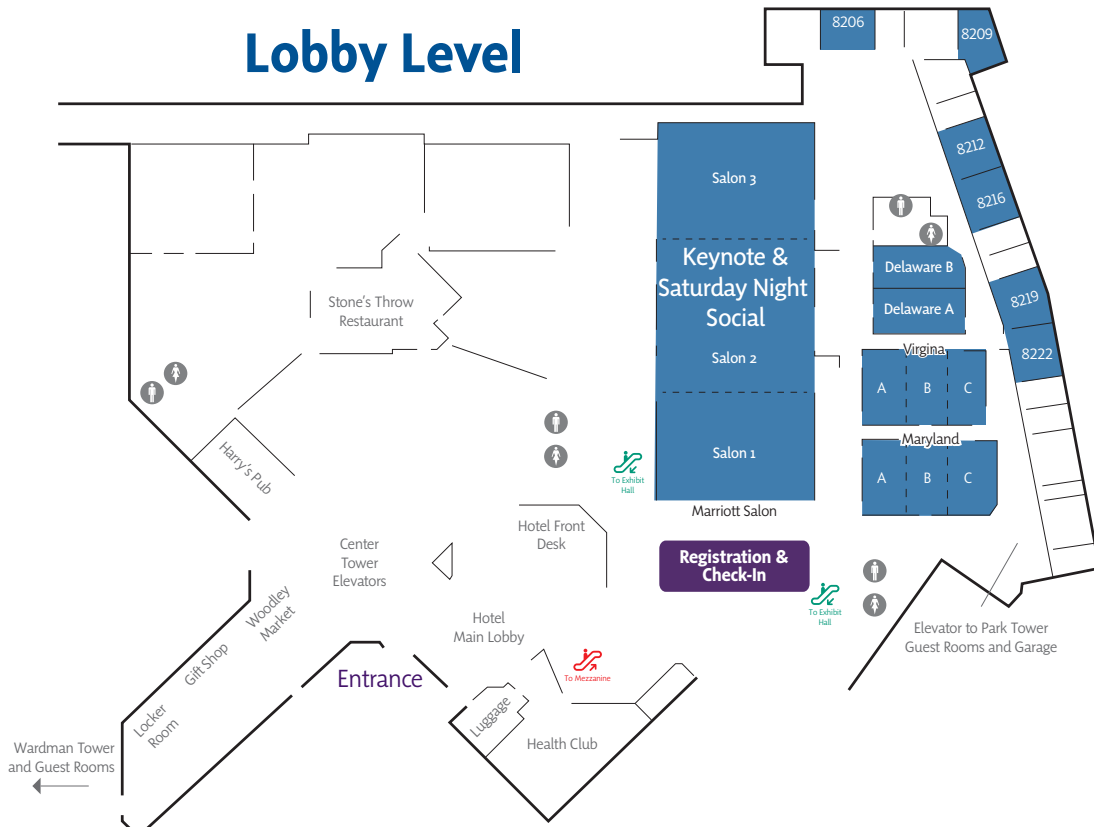 Lobby Level
8206
8209
8212
8216
Salon 3
Keynote &
Saturday Night
Social
Delaware B
Delaware A
8219
8222
Stone's Throw
Restaurant
Salon 2
Virgina
A B C
Maryland
A B C
Salon 1
Harry's Pub
To Exhibit
Hall
Marriott Salon
Hotel Front
Desk
Center
Tower
Elevators
Registration &
Check-In
To Exhibit
Hall
Woodley
Market
Hotel
Main Lobby
Elevator to Park Tower
Guest Rooms and Garage
Gift Shop
Entrance
To Mezzanine
Locker
Room
Luggage
Health Club
Wardman Tower
and Guest Rooms